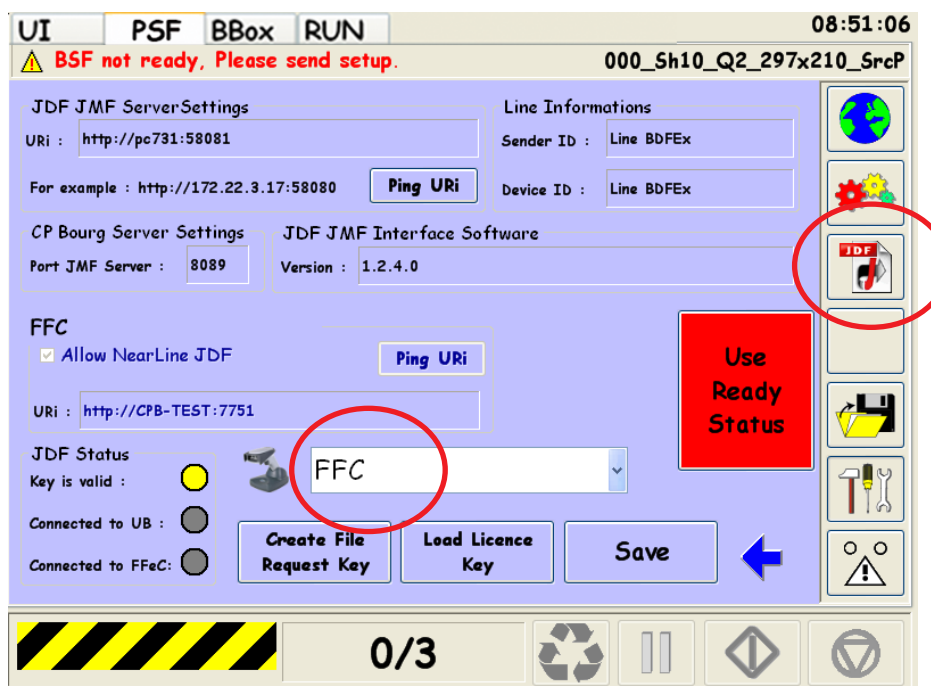 UI PSF BBox RUN 08:51:06
BSF not ready, Please send setup. 000_Sh10_Q2_297x210_SrcP
JDF JMF ServerSettings
URi : http://pc731:58081
For example : http://172.22.3.17:58080 Ping URi
Line Informations
Sender ID : Line BDFEx
Device ID : Line BDFEx
CP Bourg Server Settings
Port JMF Server : 8089
JDF JMF Interface Software
Version : 1.2.4.0
JDF
FFC
Allow NearLine JDF Ping URi
URi : http://CPB-TEST:7751
Use
Ready
Status
JDF Status
Key is valid :
Connected to UB :
Connected to FFeC:
FFC
Create File
Request Key
Load Licence
Key
Save
0/3